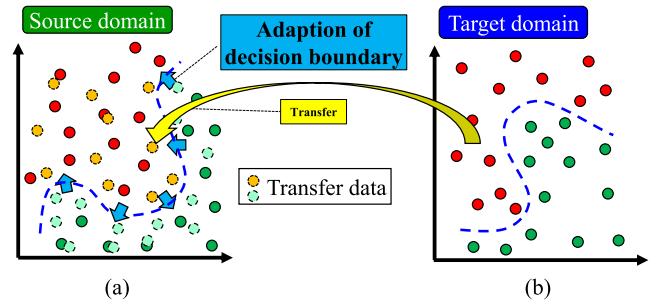 Source domain
Adaption of
decision boundary
Target domain
Transfer
Transfer data
(a)
(b)